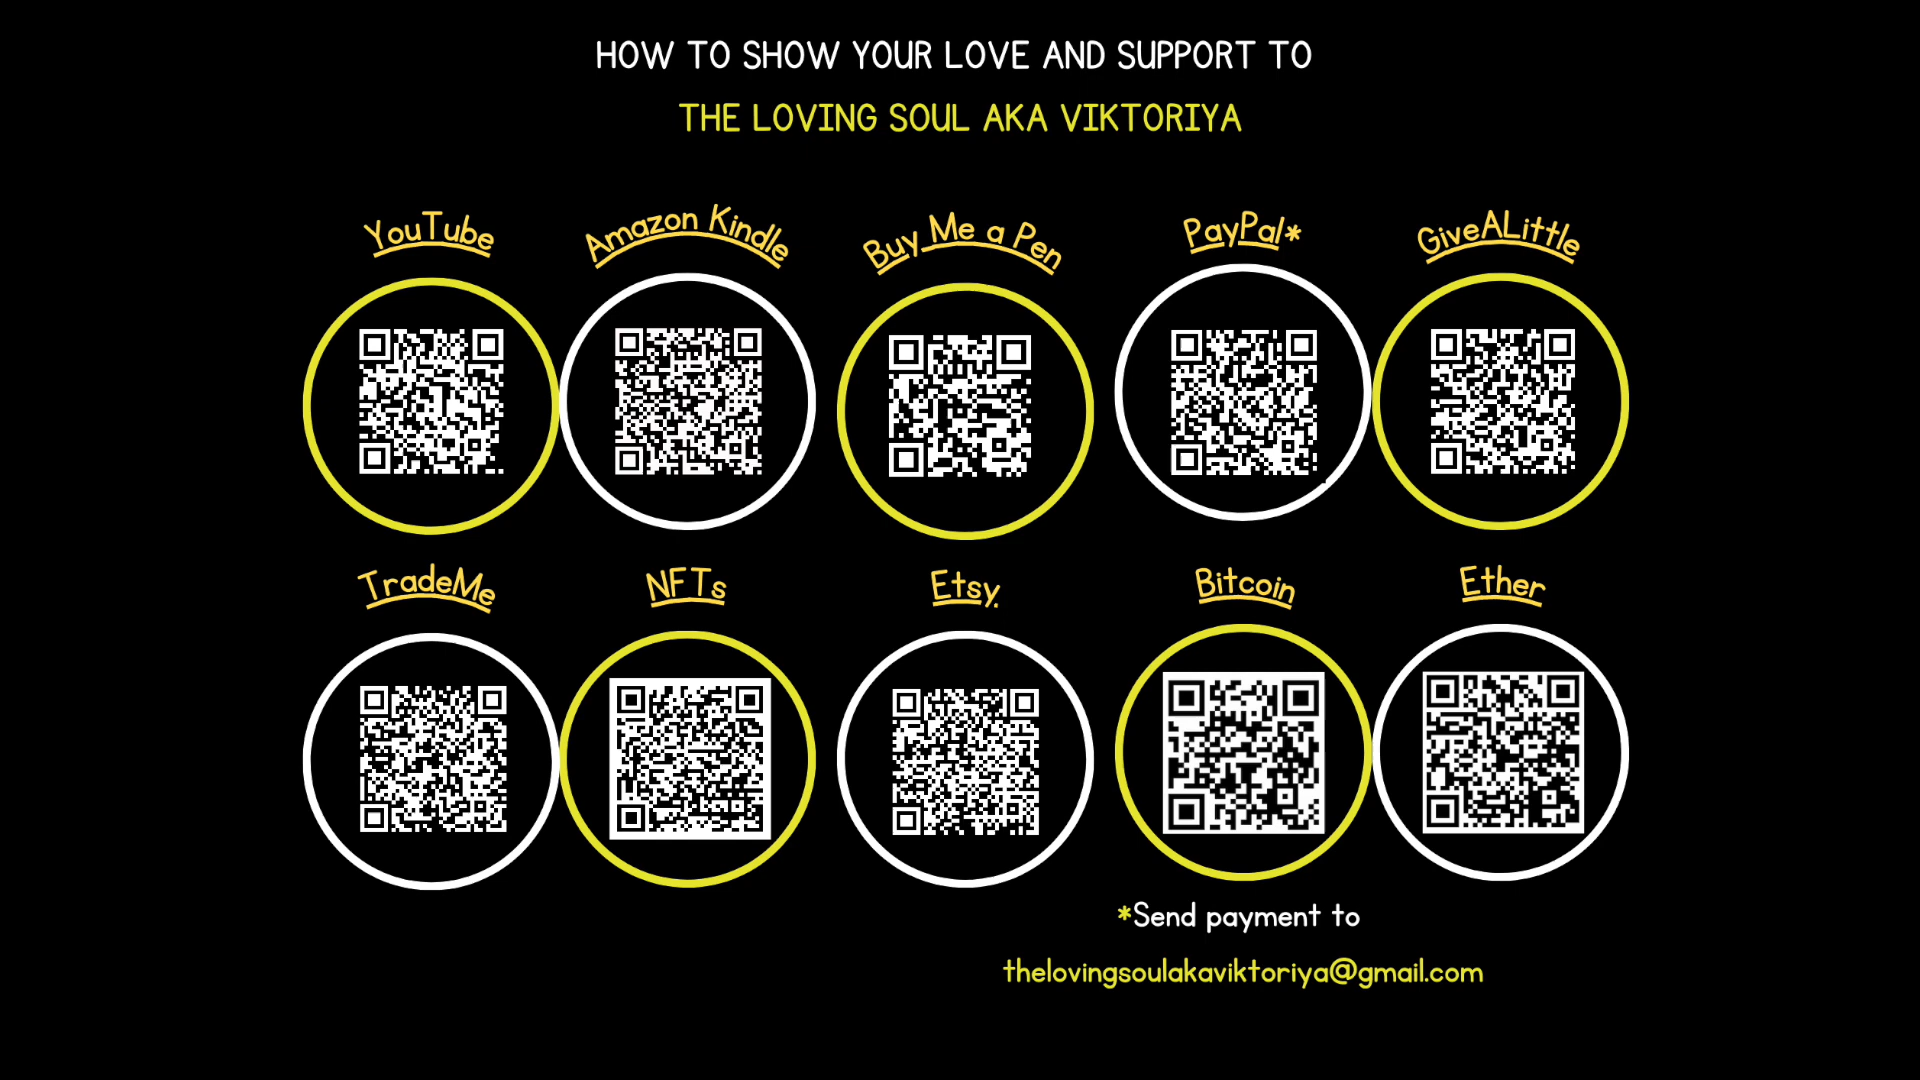 HOW TO SHOW YOUR LOVE AND SUPPORT TO
THE LOVING SOUL AKA VIKTORIYA
YouTube
Amazon Kindle
Buy Me a Pen
PayPal*
GiveALittle
TradeMe
NFTs
Etsy.
Bitcoin
Ether
*Send payment to
thelovingsoulakaviktoriya@gmail.com